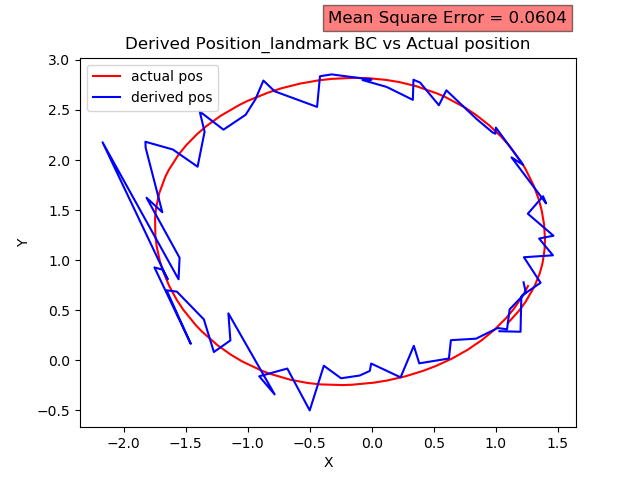 Mean Square Error = 0.0604
Derived Position_landmark BC vs Actual position
actual pos
derived pos
3.0
2.5
2.0
1.5
1.0
0.5
0.0
−0.5
Y
−2.0 −1.5 −1.0 −0.5 0.0 0.5 1.0 1.5
X